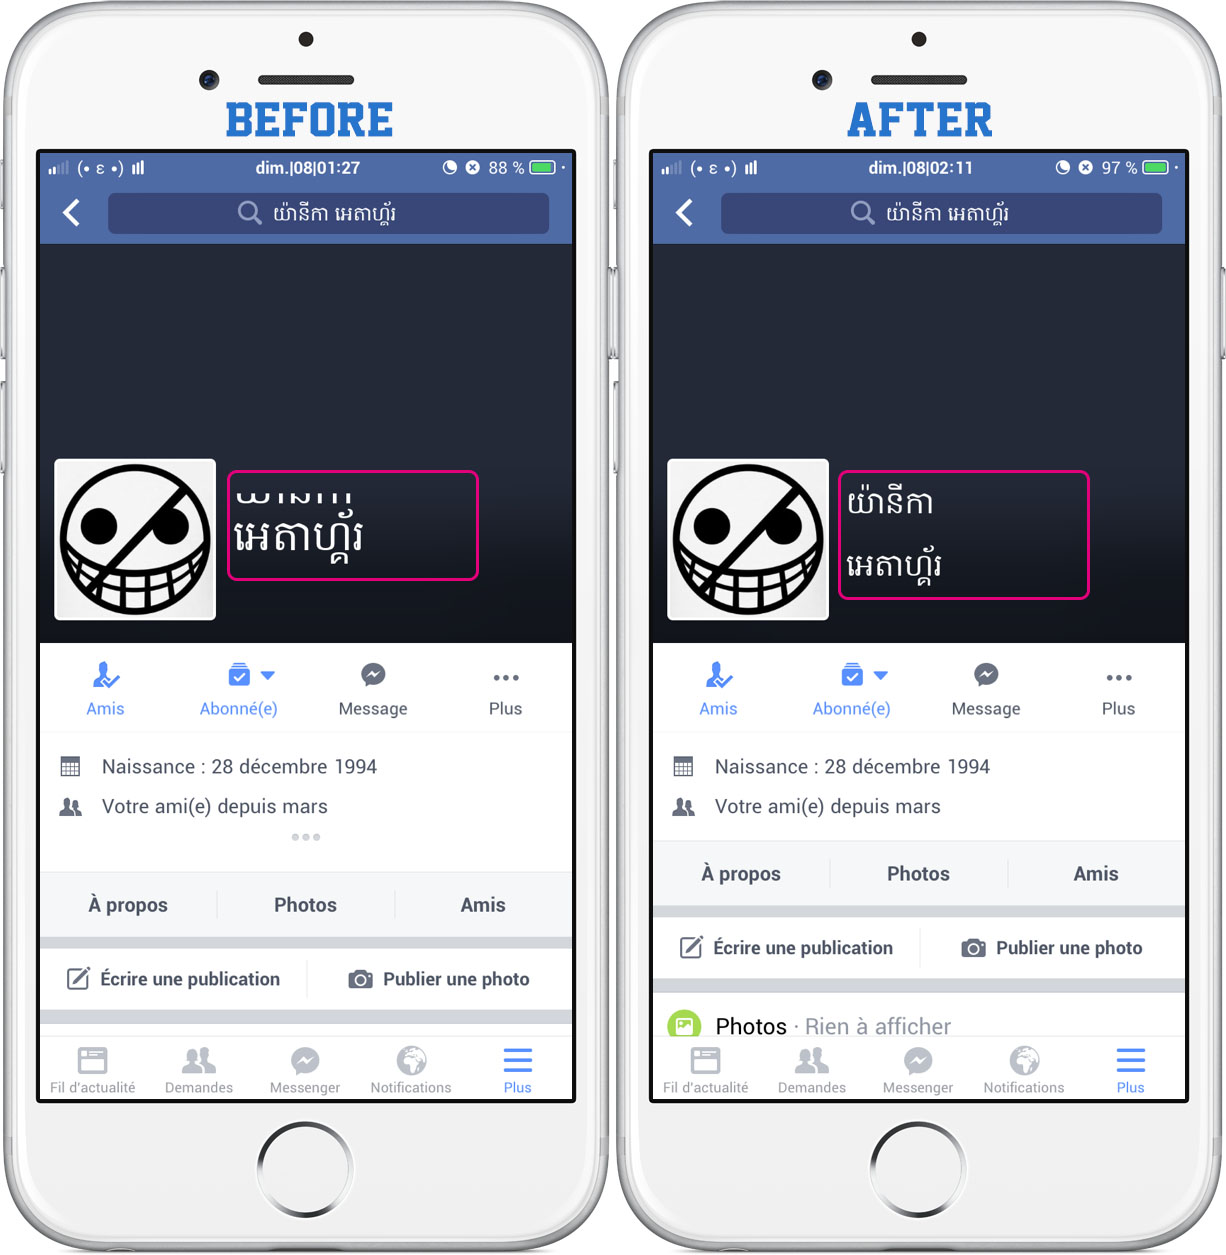 BEFORE
(• ε •)
dim.|08|01:27
88 %
យ៉ានីកា អេតាហ្គ័រ
អេតាហ្គ័រ
Amis
Abonné(e)
Message
Plus
Naissance : 28 décembre 1994
Votre ami(e) depuis mars
À propos
Photos
Amis
Écrire une publication
Publier une photo
Fil d'actualité
Demandes
Messenger
Notifications
Plus
AFTER
(• ε •)
dim.|08|02:11
97 %
យ៉ានីកា អេតាហ្គ័រ
យ៉ានីកា
អេតាហ្គ័រ
Amis
Abonné(e)
Message
Plus
Naissance : 28 décembre 1994
Votre ami(e) depuis mars
À propos
Photos
Amis
Écrire une publication
Publier une photo
Photos · Rien à afficher
Fil d'actualité
Demandes
Messenger
Notifications
Plus